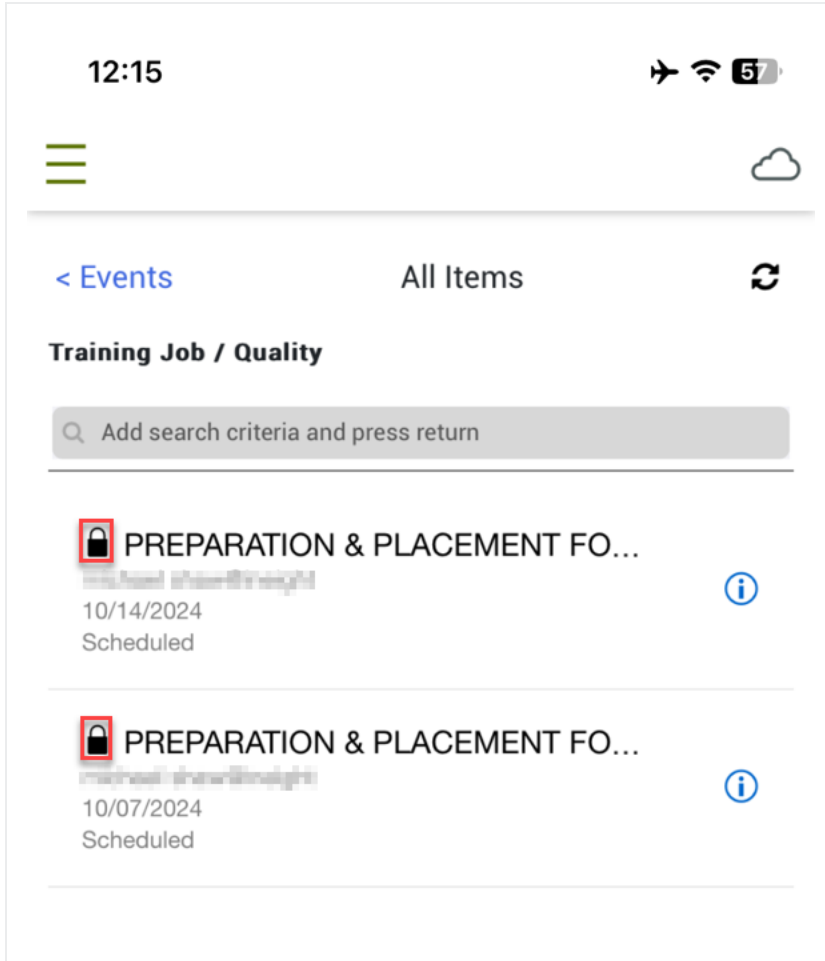 12:15
57
< Events
All Items
Training Job / Quality
Add search criteria and press return
PREPARATION & PLACEMENT FO...
10/14/2024
Scheduled
PREPARATION & PLACEMENT FO...
10/07/2024
Scheduled